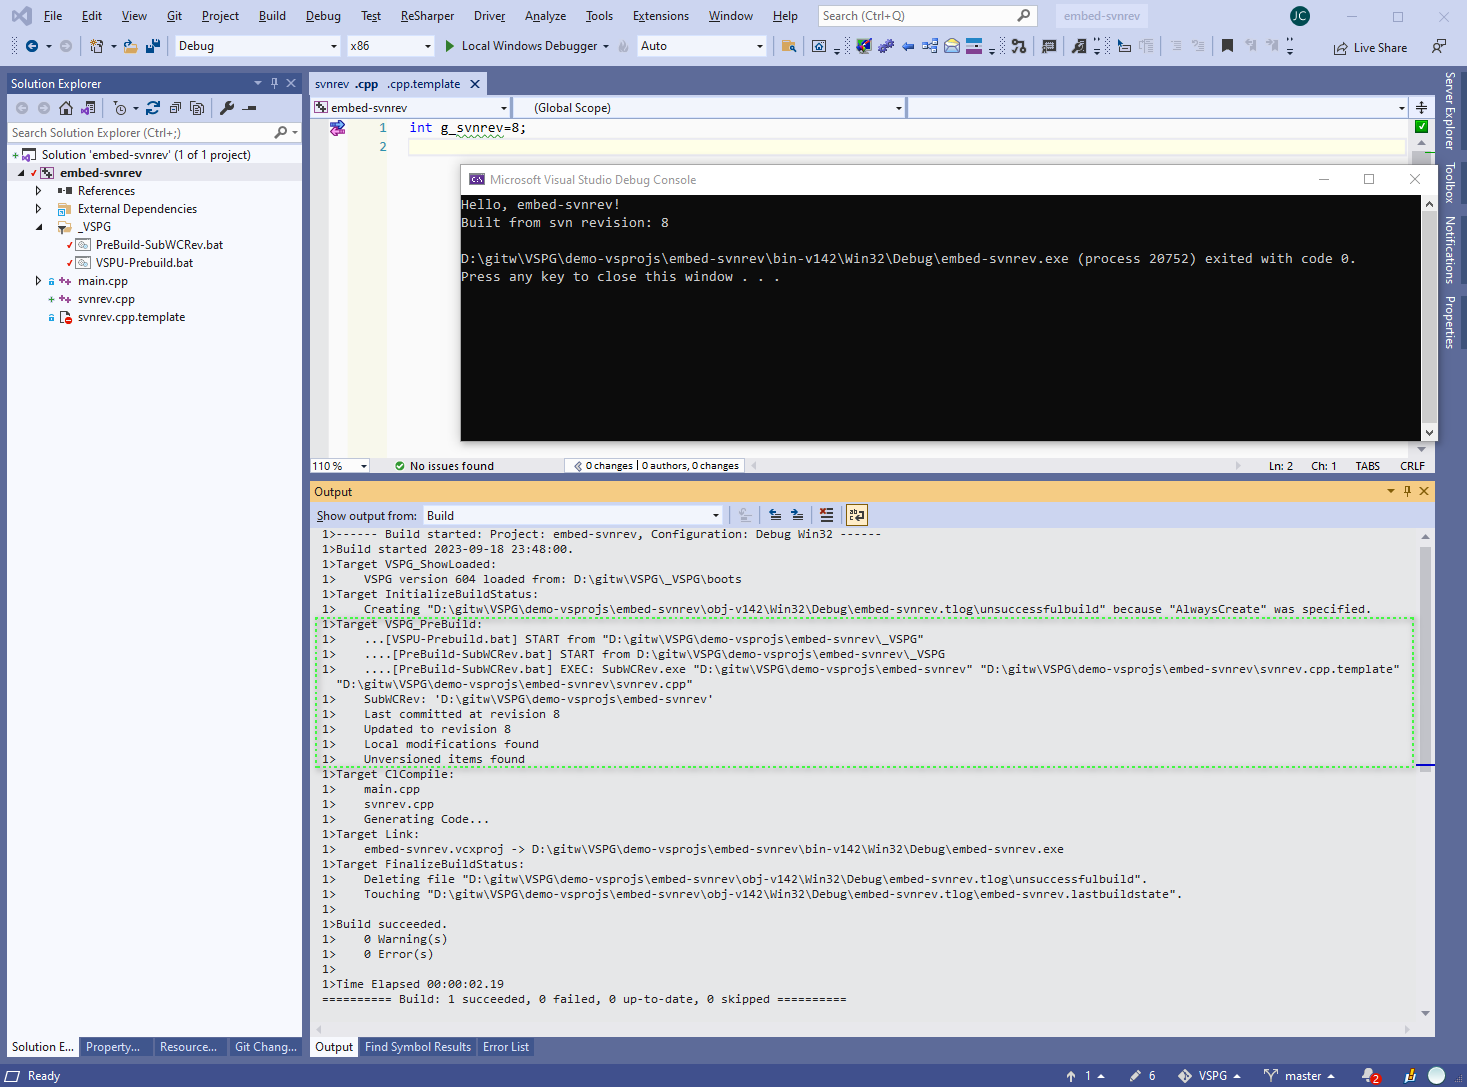 File Edit View Git Project Build Debug Test ReSharper Driver Analyze Tools Extensions Window Help Search (Ctrl+Q) embed-svnrev JC
Debug x86 Local Windows Debugger Auto Live Share
Solution Explorer
Search Solution Explorer (Ctrl+;)
Solution 'embed-svnrev' (1 of 1 project)
embed-svnrev
References
External Dependencies
_VSPG
PreBuild-SubWCRev.bat
VSPU-Prebuild.bat
main.cpp
svnrev.cpp
svnrev.cpp.template
svnrev .cpp .cpp.template
embed-svnrev (Global Scope)
1 int g_svnrev=8;
2
Microsoft Visual Studio Debug Console
Hello, embed-svnrev!
Built from svn revision: 8
D:\gitw\VSPG\demo-vsprojs\embed-svnrev\bin-v142\Win32\Debug\embed-svnrev.exe (process 20752) exited with code 0.
Press any key to close this window . . .
Server Explorer
Toolbox
Notifications
Properties
110 % No issues found 0 changes | 0 authors, 0 changes Ln: 2 Ch: 1 TABS CRLF
Output
Show output from: Build
1>------ Build started: Project: embed-svnrev, Configuration: Debug Win32 ------
1>Build started 2023-09-18 23:48:00.
1>Target VSPG_ShowLoaded:
1> VSPG version 604 loaded from: D:\gitw\VSPG\_VSPG\boots
1>Target InitializeBuildStatus:
1> Creating "D:\gitw\VSPG\demo-vsprojs\embed-svnrev\obj-v142\Win32\Debug\embed-svnrev.tlog\unsuccessfulbuild" because "AlwaysCreate" was specified.
1>Target VSPG_PreBuild:
1> ...[VSPU-Prebuild.bat] START from "D:\gitw\VSPG\demo-vsprojs\embed-svnrev\_VSPG"
1> ....[PreBuild-SubWCRev.bat] START from D:\gitw\VSPG\demo-vsprojs\embed-svnrev\_VSPG
1> ....[PreBuild-SubWCRev.bat] EXEC: SubWCRev.exe "D:\gitw\VSPG\demo-vsprojs\embed-svnrev" "D:\gitw\VSPG\demo-vsprojs\embed-svnrev\svnrev.cpp.template"
"D:\gitw\VSPG\demo-vsprojs\embed-svnrev\svnrev.cpp"
1> SubWCRev: 'D:\gitw\VSPG\demo-vsprojs\embed-svnrev'
1> Last committed at revision 8
1> Updated to revision 8
1> Local modifications found
1> Unversioned items found
1>Target ClCompile:
1> main.cpp
1> svnrev.cpp
1> Generating Code...
1>Target Link:
1> embed-svnrev.vcxproj -> D:\gitw\VSPG\demo-vsprojs\embed-svnrev\bin-v142\Win32\Debug\embed-svnrev.exe
1>Target FinalizeBuildStatus:
1> Deleting file "D:\gitw\VSPG\demo-vsprojs\embed-svnrev\obj-v142\Win32\Debug\embed-svnrev.tlog\unsuccessfulbuild".
1> Touching "D:\gitw\VSPG\demo-vsprojs\embed-svnrev\obj-v142\Win32\Debug\embed-svnrev.tlog\embed-svnrev.lastbuildstate".
1>
1>Build succeeded.
1> 0 Warning(s)
1> 0 Error(s)
1>
1>Time Elapsed 00:00:02.19
========== Build: 1 succeeded, 0 failed, 0 up-to-date, 0 skipped ==========
Solution E... Property... Resource... Git Chang... Output Find Symbol Results Error List
Ready 1 6 VSPG master 2